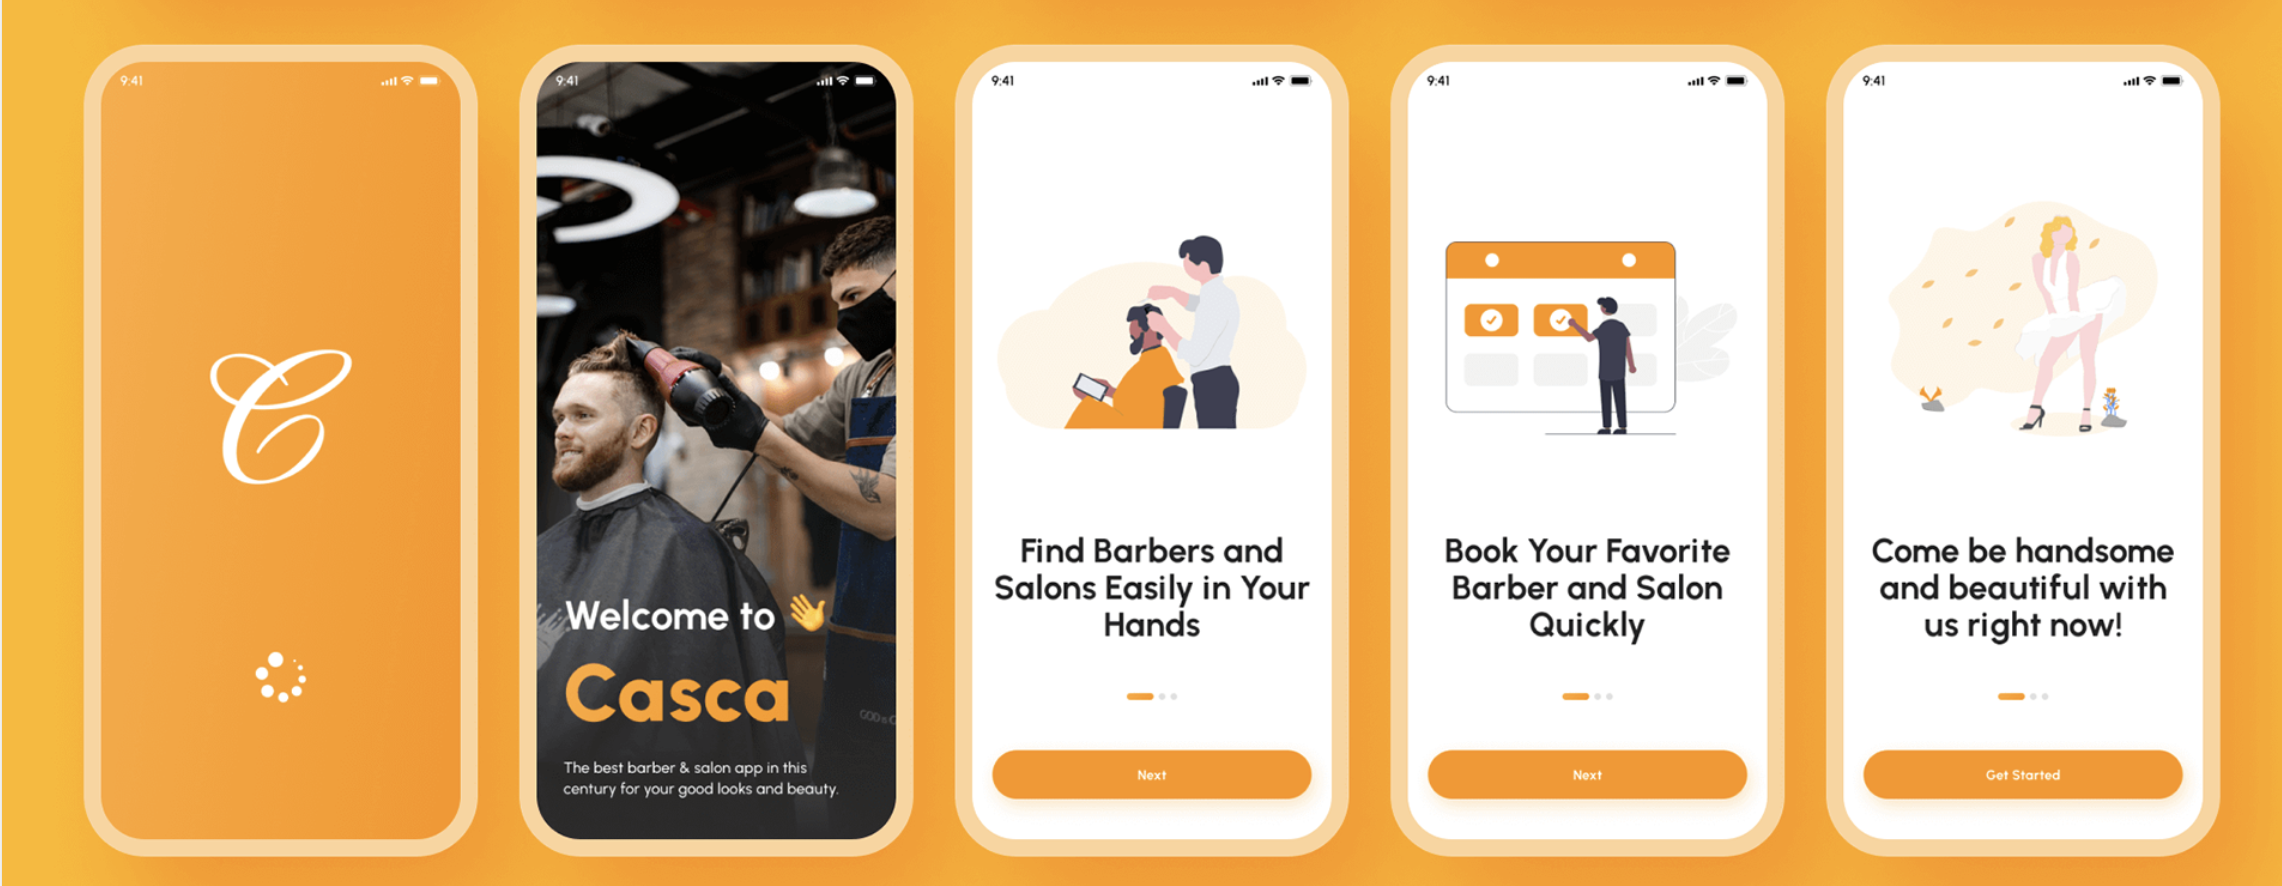 9:41
C
9:41
Welcome to 👋
Casca
The best barber & salon app in this
century for your good looks and beauty.
9:41
Find Barbers and
Salons Easily in Your
Hands
Next
9:41
Book Your Favorite
Barber and Salon
Quickly
Next
9:41
Come be handsome
and beautiful with
us right now!
Get Started